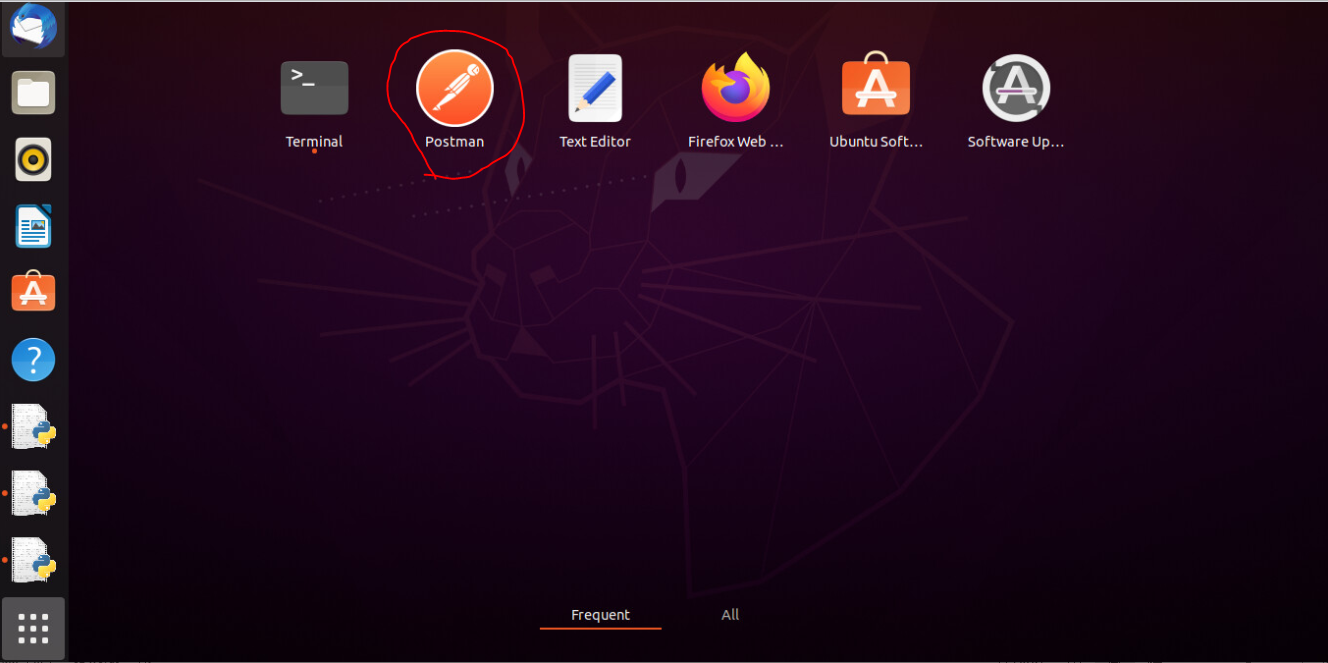 >_
Terminal
Postman
Text Editor
Firefox Web ...
Ubuntu Soft...
Software Up...
?
Frequent
All